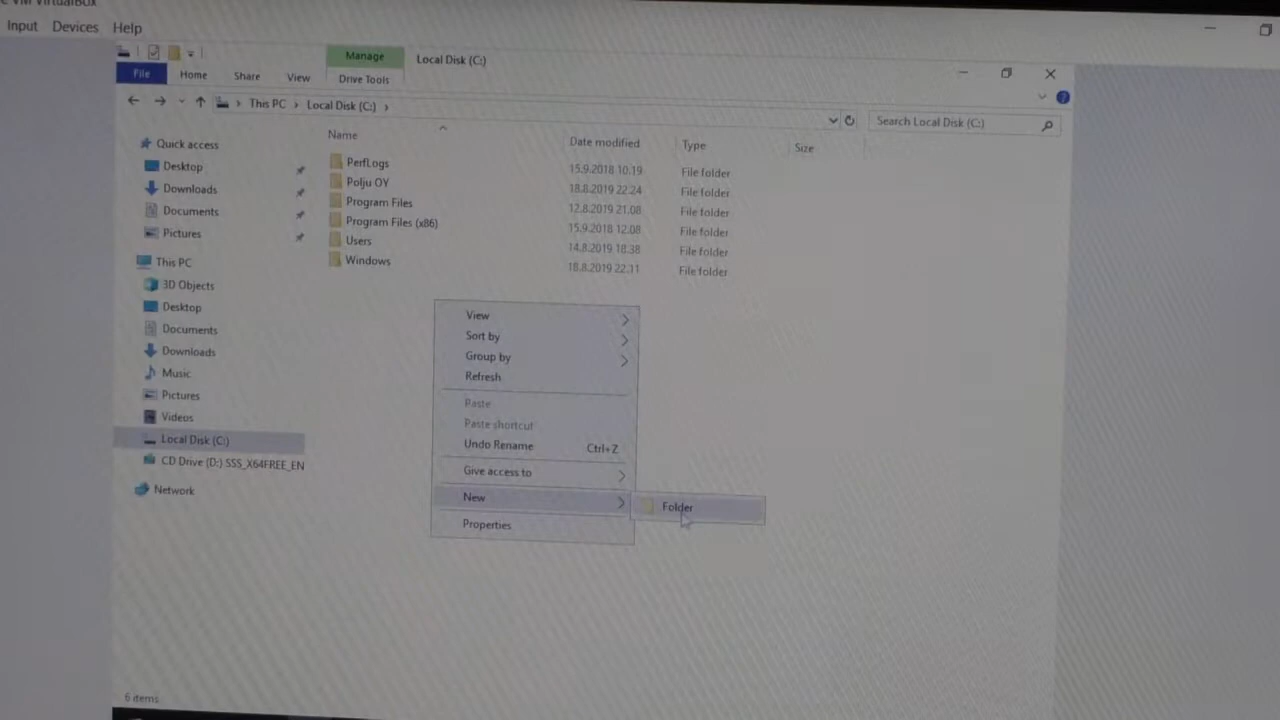 VM VirtualBox
Input Devices Help
Manage Local Disk (C:)
File Home Share View Drive Tools
This PC > Local Disk (C:) >
Search Local Disk (C:)
Name Date modified Type Size
PerfLogs 15.9.2018 10.19 File folder
Polju OY 18.8.2019 22.24 File folder
Program Files 12.8.2019 21.08 File folder
Program Files (x86) 15.9.2018 12.08 File folder
Users 14.8.2019 18.38 File folder
Windows 18.8.2019 22.11 File folder
Quick access
Desktop
Downloads
Documents
Pictures
This PC
3D Objects
Desktop
Documents
Downloads
Music
Pictures
Videos
Local Disk (C:)
CD Drive (D:) SSS_X64FREE_EN
Network
View
Sort by
Group by
Refresh
Paste
Paste shortcut
Undo Rename Ctrl+Z
Give access to
New
Folder
Properties
6 items